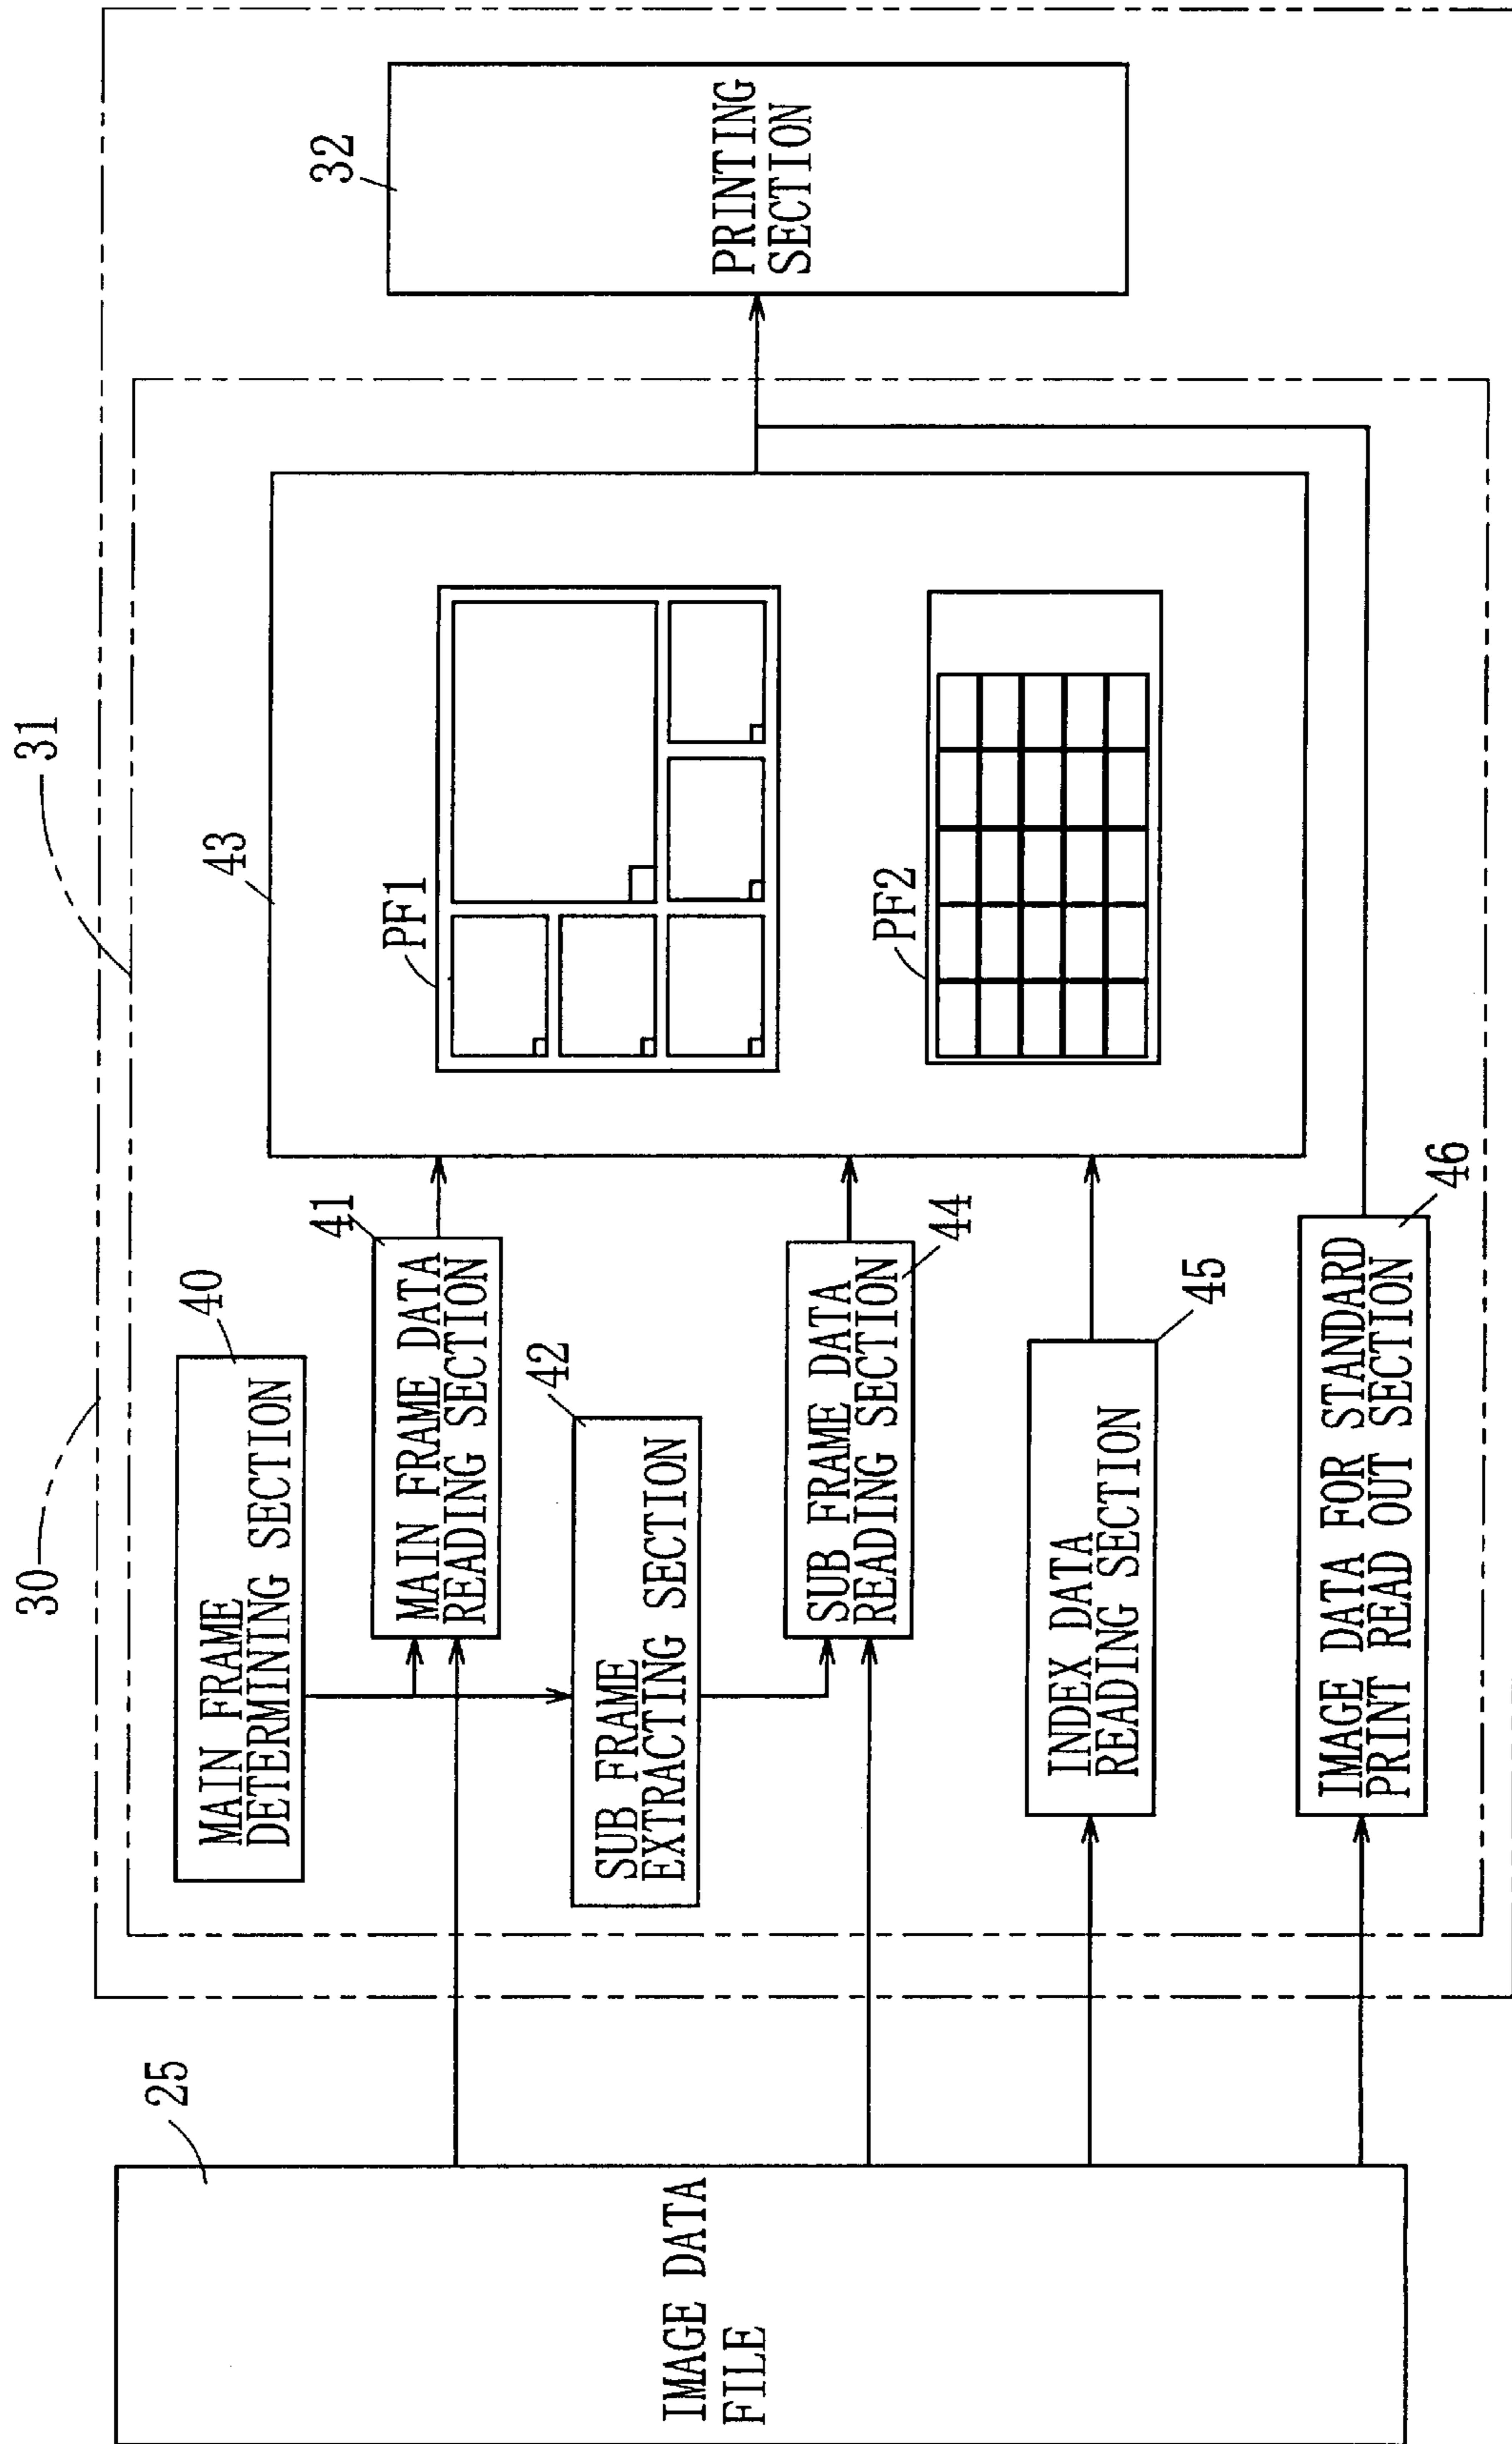 30
31
25
IMAGE DATA
FILE
40
MAIN FRAME
DETERMINING SECTION
41
MAIN FRAME DATA
READING SECTION
42
SUB FRAME
EXTRACTING SECTION
44
SUB FRAME DATA
READING SECTION
45
INDEX DATA
READING SECTION
46
IMAGE DATA FOR STANDARD
PRINT READ OUT SECTION
43
PF1
PF2
32
PRINTING
SECTION